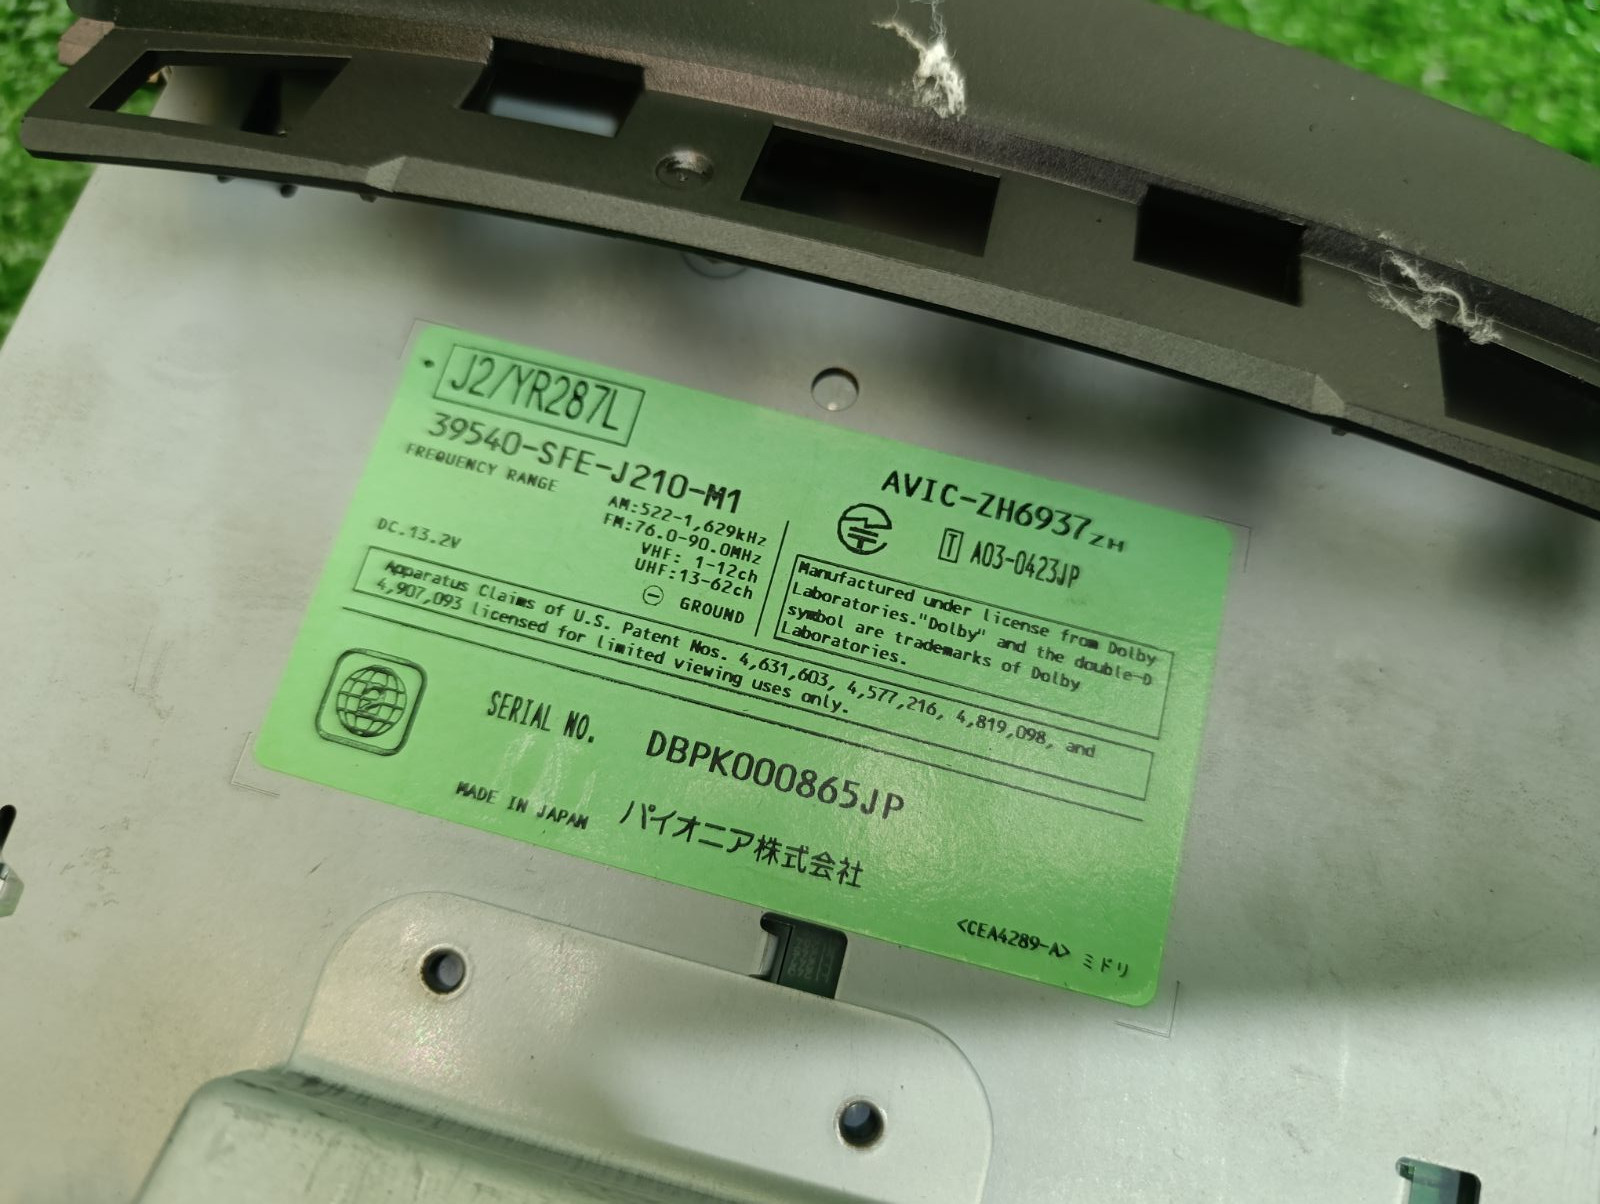 J2/YR287L
39540-SFE-J210-M1
FREQUENCY RANGE
AM:522-1,629kHz
FM:76.0-90.0MHz
VHF: 1-12ch
UHF:13-62ch
DC.13.2V
⊖ GROUND
AVIC-ZH6937ZH
T A03-0423JP
Manufactured under license from Dolby
Laboratories."Dolby" and the double-D
symbol are trademarks of Dolby
Laboratories.
Apparatus Claims of U.S. Patent Nos. 4,631,603, 4,577,216, 4,819,098, and
4,907,093 licensed for limited viewing uses only.
2
SERIAL NO. DBPK000865JP
MADE IN JAPAN パイオニア株式会社
<CEA4289-A> ミドリ